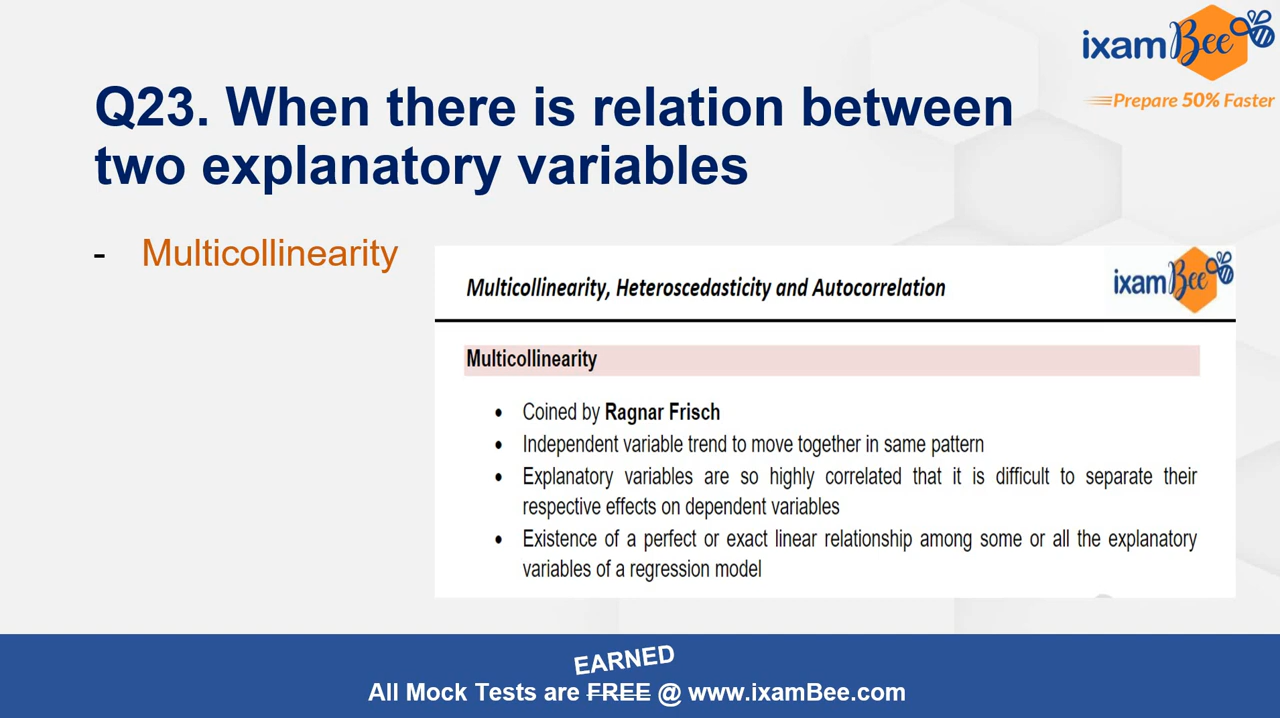 ixamBee
Prepare 50% Faster
Q23. When there is relation between
two explanatory variables
- Multicollinearity
ixamBee
Multicollinearity, Heteroscedasticity and Autocorrelation
Multicollinearity
• Coined by Ragnar Frisch
• Independent variable trend to move together in same pattern
• Explanatory variables are so highly correlated that it is difficult to separate their
respective effects on dependent variables
• Existence of a perfect or exact linear relationship among some or all the explanatory
variables of a regression model
EARNED
All Mock Tests are FREE @ www.ixamBee.com